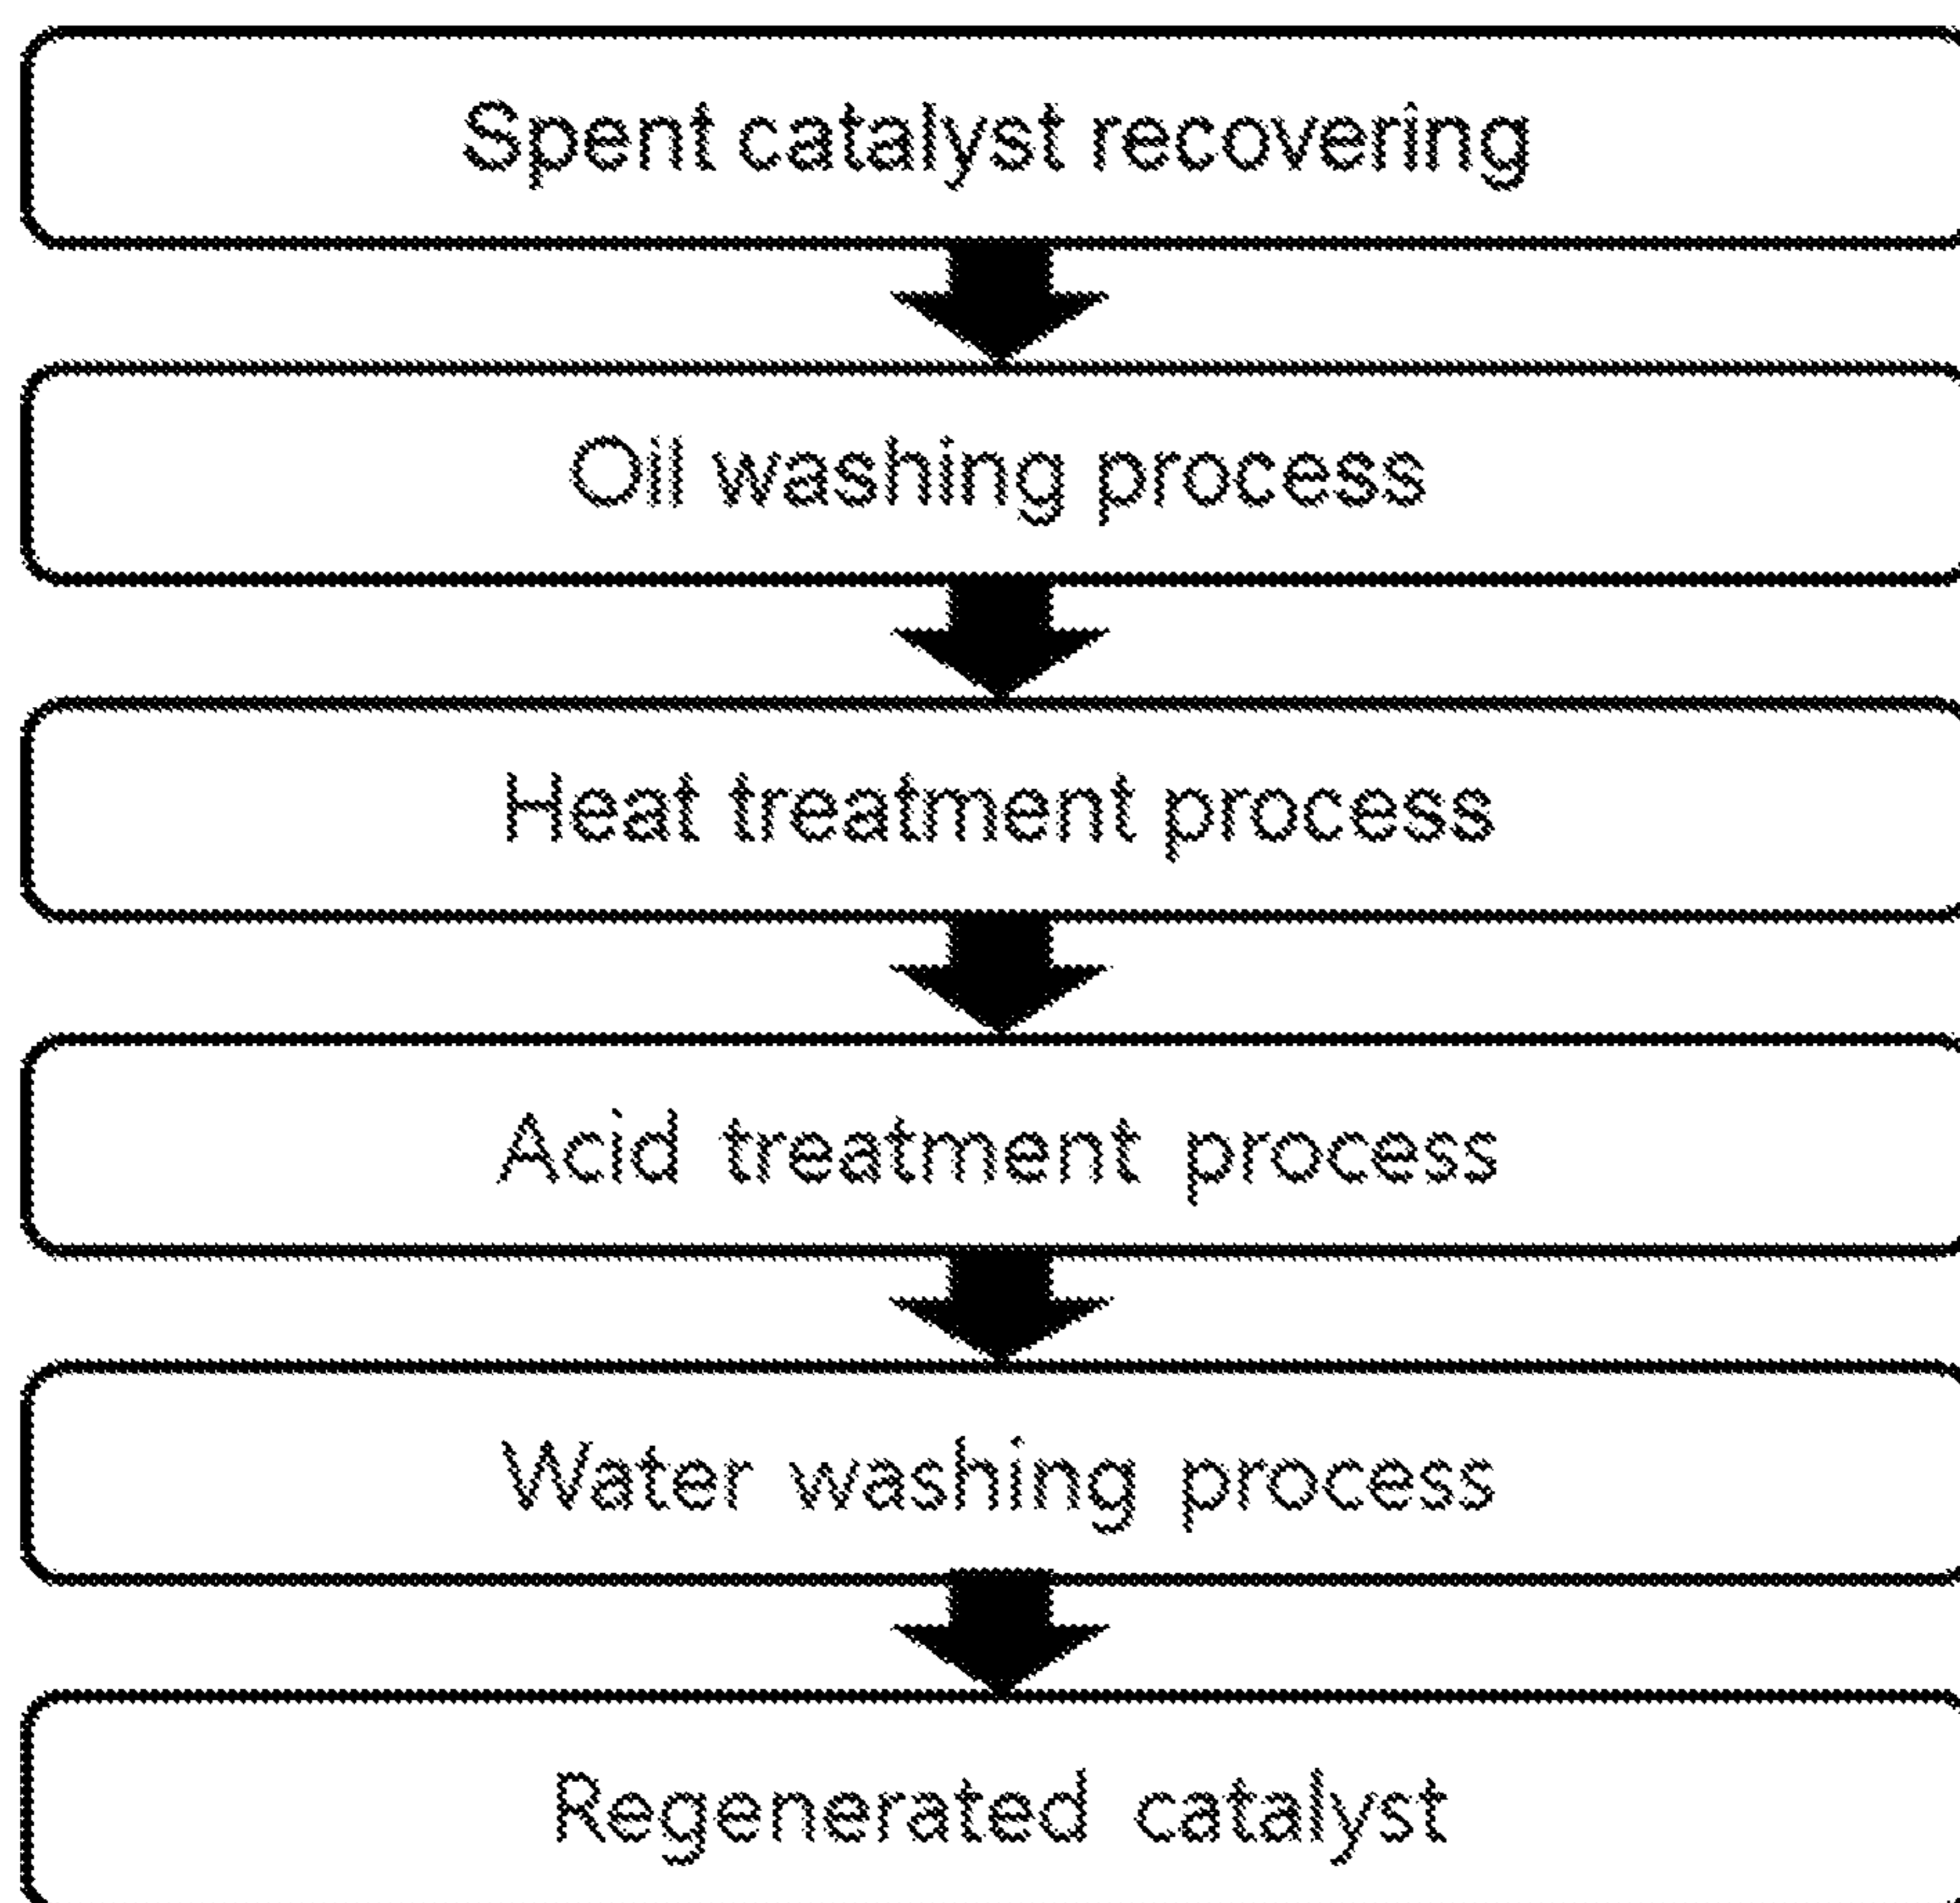 Spent catalyst recovering
Oil washing process
Heat treatment process
Acid treatment process
Water washing process
Regenerated catalyst